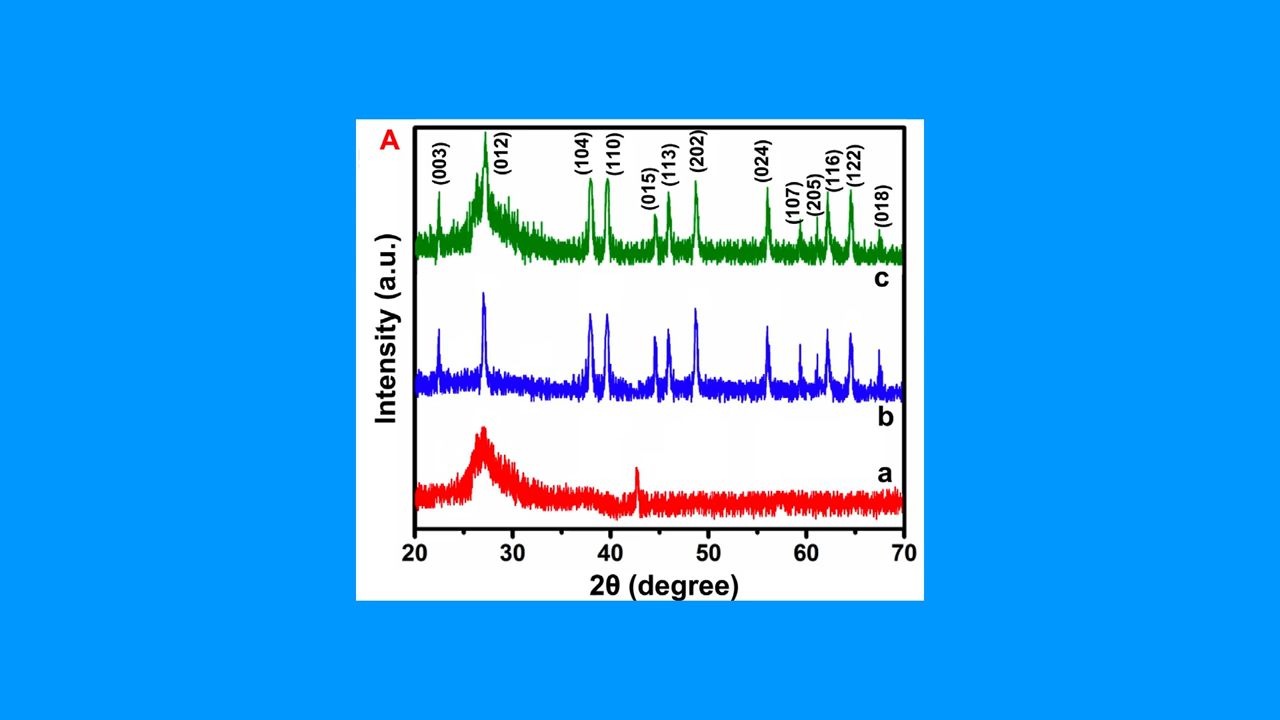 A
(003)
(012)
(104)
(110)
(015)
(113)
(202)
(024)
(107)
(205)
(116)
(122)
(018)
c
b
a
Intensity (a.u.)
20 30 40 50 60 70
2θ (degree)